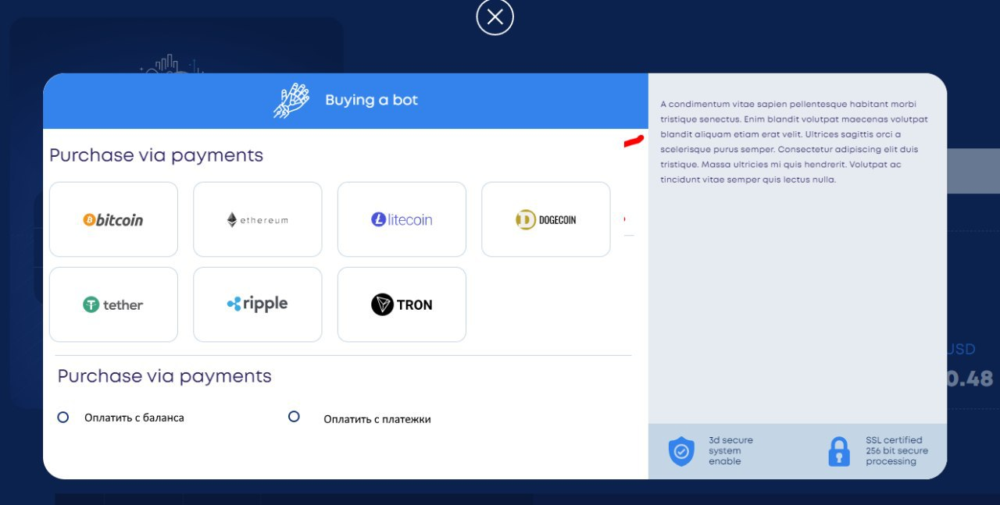 Buying a bot
Purchase via payments
bitcoin
ethereum
litecoin
DOGECOIN
tether
ripple
TRON
Purchase via payments
Оплатить с баланса
Оплатить с платежки
A condimentum vitae sapien pellentesque habitant morbi
tristique senectus. Enim blandit volutpat maecenas volutpat
blandit aliquam etiam erat velit. Ultrices sagittis orci a
scelerisque purus semper. Consectetur adipiscing elit duis
tristique. Massa ultricies mi quis hendrerit. Volutpat ac
tincidunt vitae semper quis lectus nulla.
3d secure
system
enable
SSL certified
256 bit secure
processing
USD
0.48